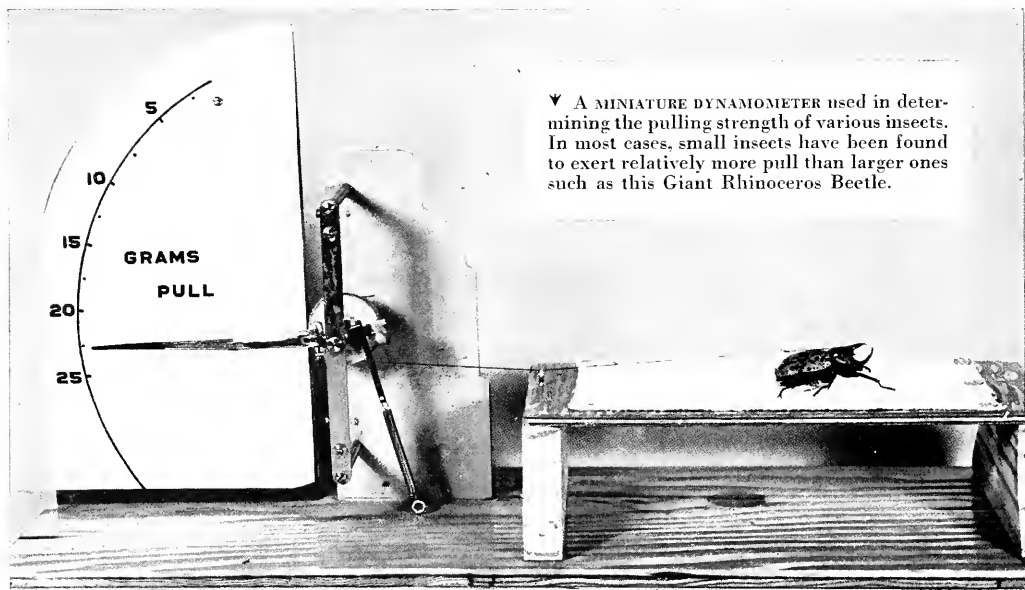 5
10
15
GRAMS
PULL
20
25
A MINIATURE DYNAMOMETER used in deter-
mining the pulling strength of various insects.
In most cases, small insects have been found
to exert relatively more pull than larger ones
such as this Giant Rhinoceros Beetle.